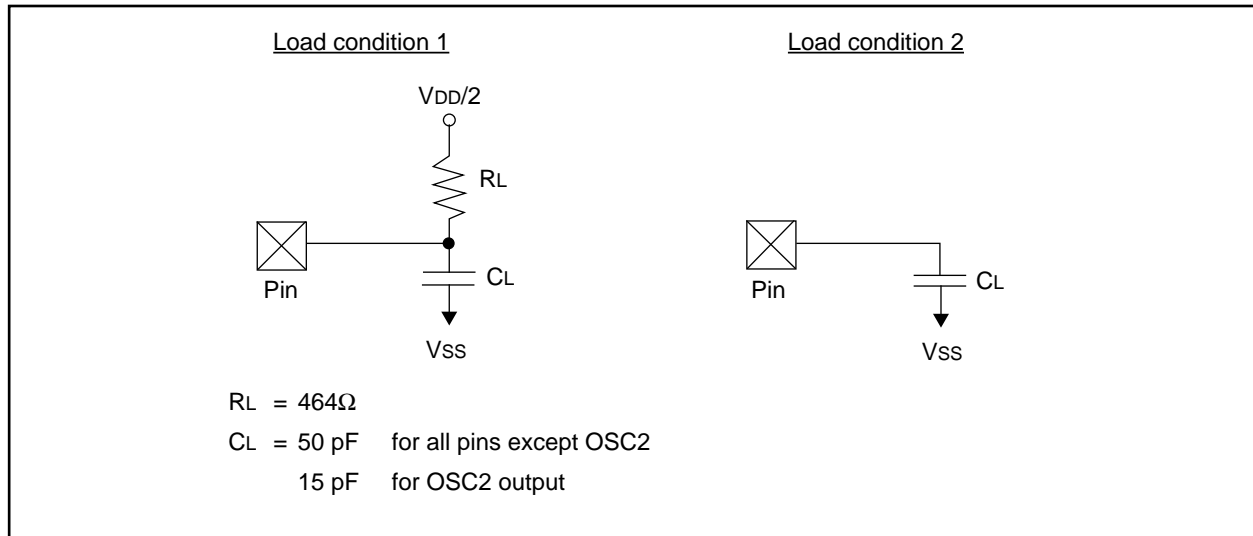 Load condition 1
VDD/2
RL
CL
Pin
VSS
Load condition 2
CL
Pin
VSS
RL = 464Ω
CL = 50 pF for all pins except OSC2
15 pF for OSC2 output